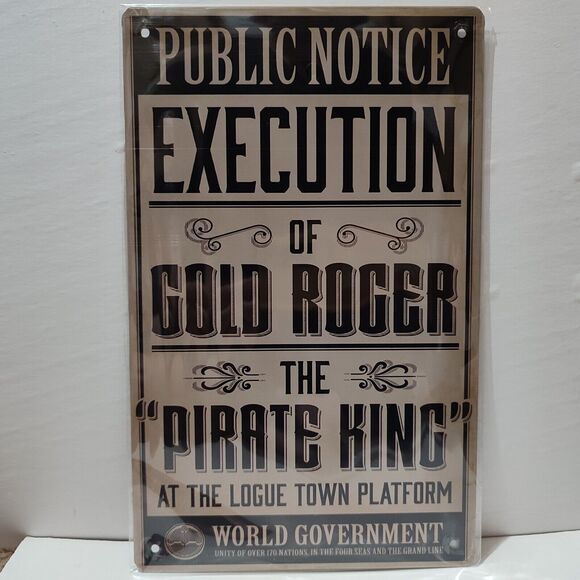 PUBLIC NOTICE
EXECUTION
OF
GOLD ROGER
THE
"PIRATE KING"
AT THE LOGUE TOWN PLATFORM
WORLD GOVERNMENT
UNITY OF OVER 170 NATIONS, IN THE FOUR SEAS AND THE GRAND LINE